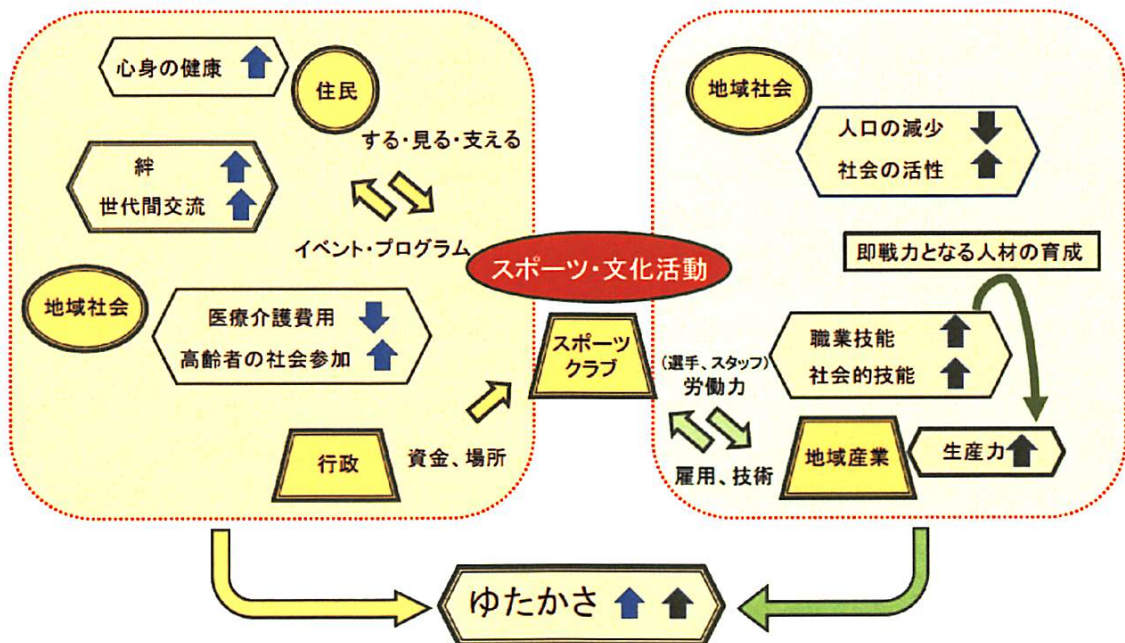 心身の健康
住民
する・見る・支える
絆
世代間交流
イベント・プログラム
地域社会
医療介護費用
高齢者の社会参加
行政
資金、場所
スポーツ・文化活動
スポーツ
クラブ
地域社会
人口の減少
社会の活性
即戦力となる人材の育成
職業技能
社会的技能
(選手、スタッフ)
労働力
雇用、技術
地域産業
生産力
ゆたかさ